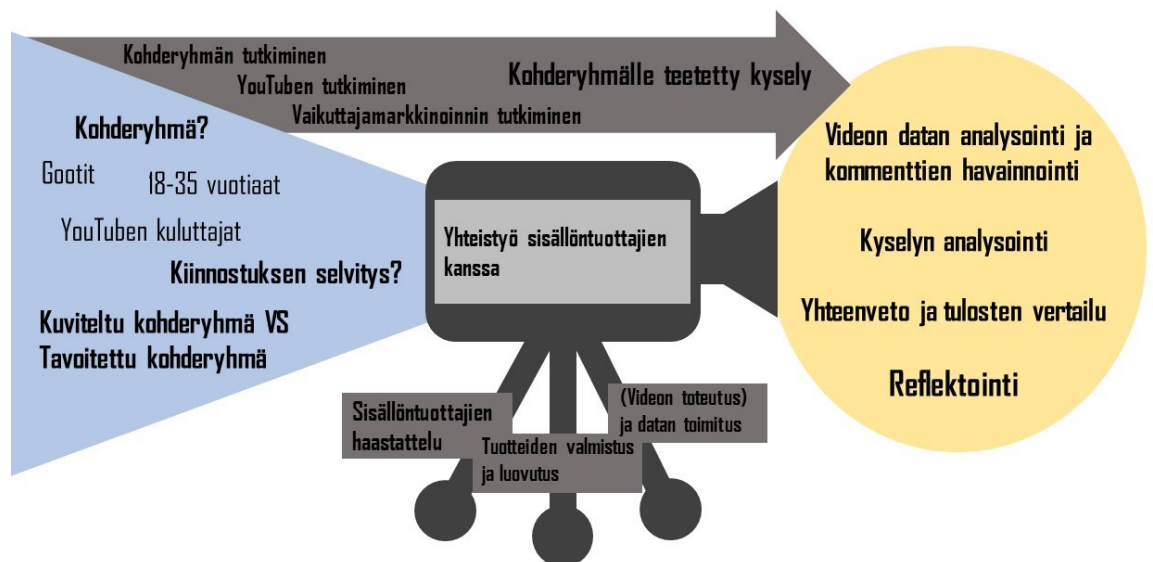 Kohderyhmän tutkiminen
YouTuben tutkiminen
Vaikuttajamarkkinoinnin tutkiminen
Kohderyhmälle teetetty kysely
Kohderyhmä?
Gootit
18-35 vuotiaat
YouTuben kuluttajat
Kiinnostuksen selvitys?
Kuviteltu kohderyhmä VS
Tavoitettu kohderyhmä
Yhteistyö sisällöntuottajien
kanssa
Sisällöntuottajien
haastattelu
Tuotteiden valmistus
ja luovutus
(Videon toteutus)
ja datan toimitus
Videon datan analysointi ja
kommenttien havainnointi
Kyselyn analysointi
Yhteenveto ja tulosten vertailu
Reflektointi